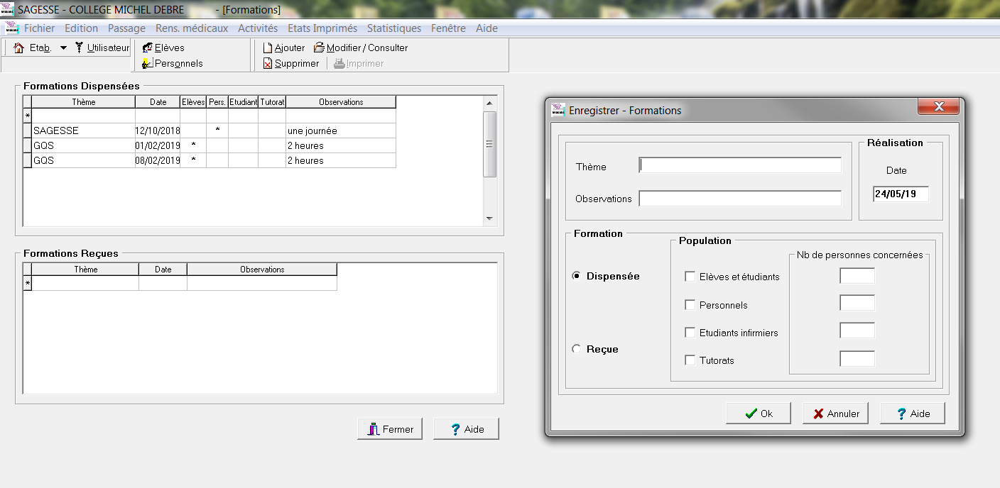 SAGESSE - COLLEGE MICHEL DEBRE - [Formations]
Fichier Edition Passage Rens. médicaux Activités Etats Imprimés Statistiques Fenêtre Aide
Etab. Utilisateur Elèves Ajouter Modifier / Consulter
Personnels Supprimer Imprimer
Formations Dispensées
Thème Date Elèves Pers. Etudiant Tutorat Observations
*
SAGESSE 12/10/2018 * une journée
GQS 01/02/2019 * 2 heures
GQS 08/02/2019 * 2 heures
Formations Reçues
Thème Date Observations
*
Fermer Aide
Enregistrer - Formations
Réalisation
Thème
Date
Observations
24/05/19
Formation
Population
Nb de personnes concernées
Dispensée
Elèves et étudiants
Personnels
Etudiants infirmiers
Reçue
Tutorats
Ok Annuler Aide